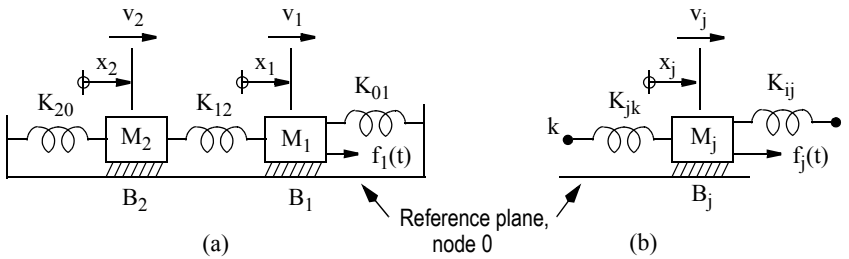 v₂ v₁ vⱼ
x₂ x₁ xⱼ
K₂₀ K₁₂ K₀₁ Kⱼₖ Kᵢⱼ
M₂ M₁ f₁(t) k Mⱼ fⱼ(t)
B₂ B₁ Bⱼ
(a) Reference plane, (b)
node 0